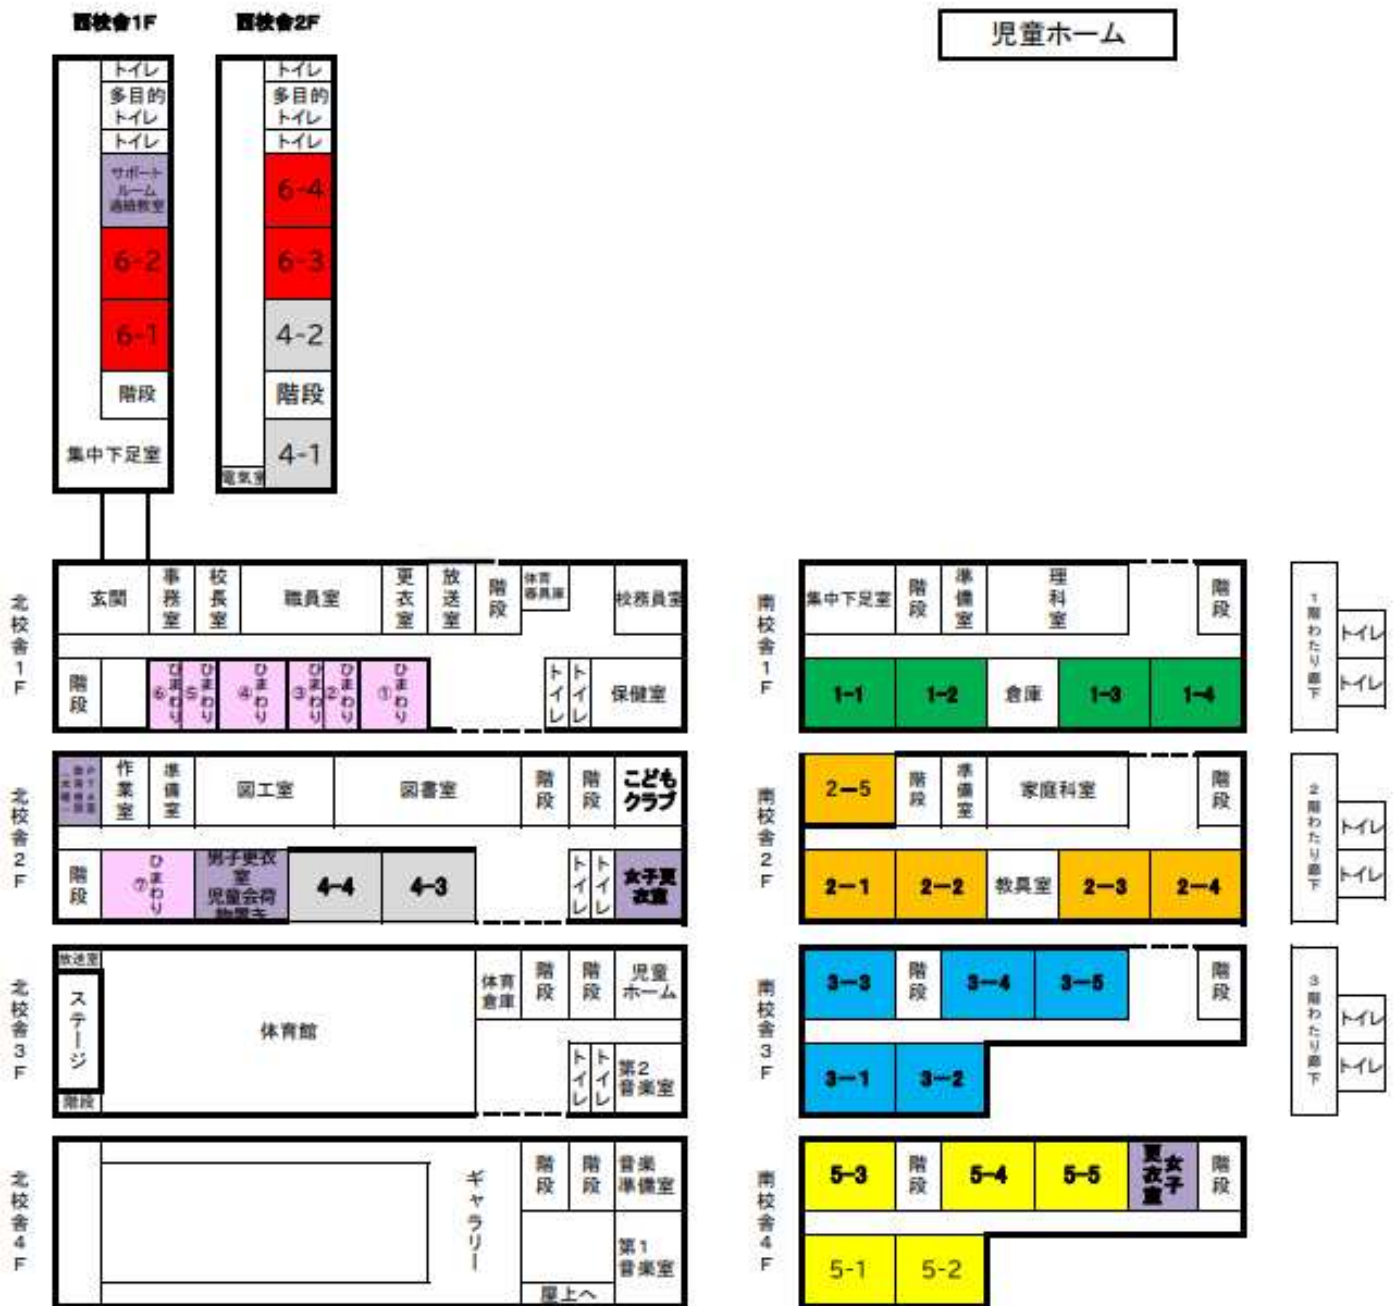 西校舎1F
西校舎2F
児童ホーム
トイレ
多目的
トイレ
トイレ
サポート
ルーム
通級教室
6-2
6-1
階段
集中下足室
トイレ
多目的
トイレ
トイレ
6-4
6-3
4-2
階段
4-1
電気室
北校舎1F
玄関
事務室
校長室
職員室
更衣室
放送室
階段
体育
器具庫
校務員室
階段
ひまわり⑥
ひまわり⑤
ひまわり④
ひまわり③
ひまわり②
ひまわり①
トイレ
トイレ
保健室
南校舎1F
集中下足室
階段
準備室
理科室
階段
1-1
1-2
倉庫
1-3
1-4
1階わたり廊下
トイレ
トイレ
北校舎2F
作業室
準備室
図工室
図書室
階段
階段
こども
クラブ
階段
ひまわり⑦
男子更衣
室
児童会荷
物置き
4-4
4-3
トイレ
トイレ
女子更
衣室
南校舎2F
2−5
階段
準備室
家庭科室
階段
2−1
2−2
教具室
2−3
2−4
2階わたり廊下
トイレ
トイレ
北校舎3F
放送室
ステージ
階段
体育館
体育
倉庫
階段
階段
児童
ホーム
トイレ
トイレ
第2
音楽室
南校舎3F
3−3
階段
3−4
3−5
階段
3−1
3−2
3階わたり廊下
トイレ
トイレ
北校舎4F
ギャラリー
階段
階段
音楽
準備室
第1
音楽室
屋上へ
南校舎4F
5-3
階段
5-4
5-5
女子
更衣室
階段
5-1
5-2